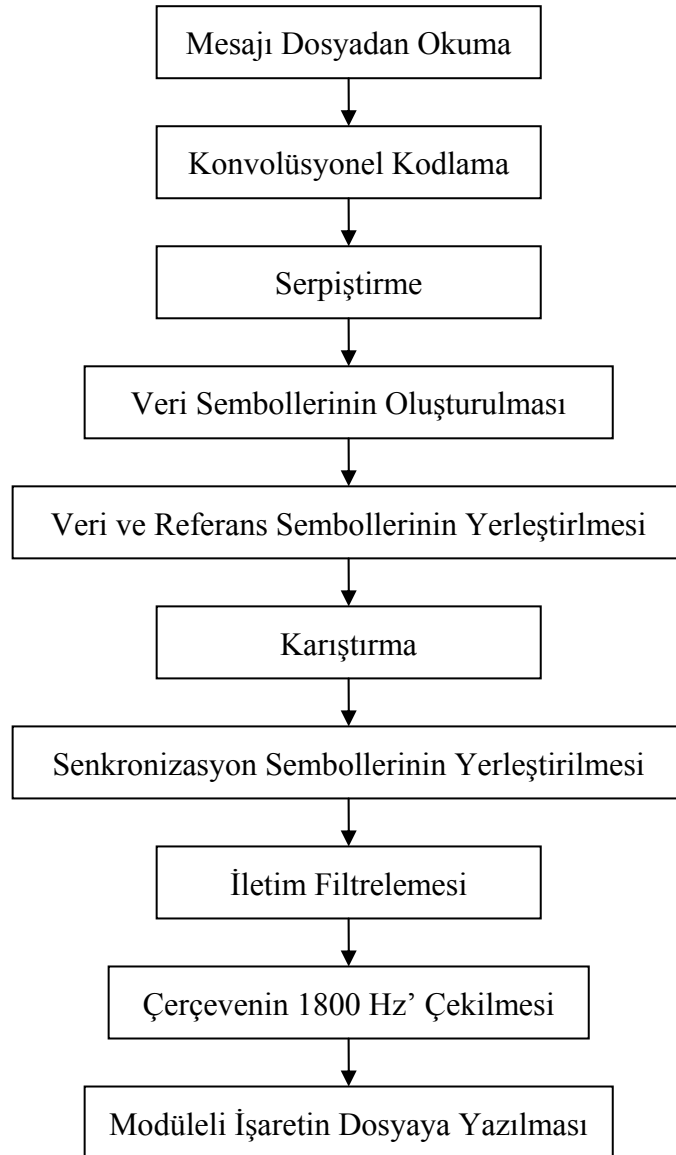 Mesajı Dosyadan Okuma
Konvolüsyonel Kodlama
Serpiştirme
Veri Sembollerinin Oluşturulması
Veri ve Referans Sembollerinin Yerleştirlmesi
Karıştırma
Senkronizasyon Sembollerinin Yerleştirilmesi
İletim Filtrelemesi
Çerçevenin 1800 Hz’ Çekilmesi
Modüleli İşaretin Dosyaya Yazılması